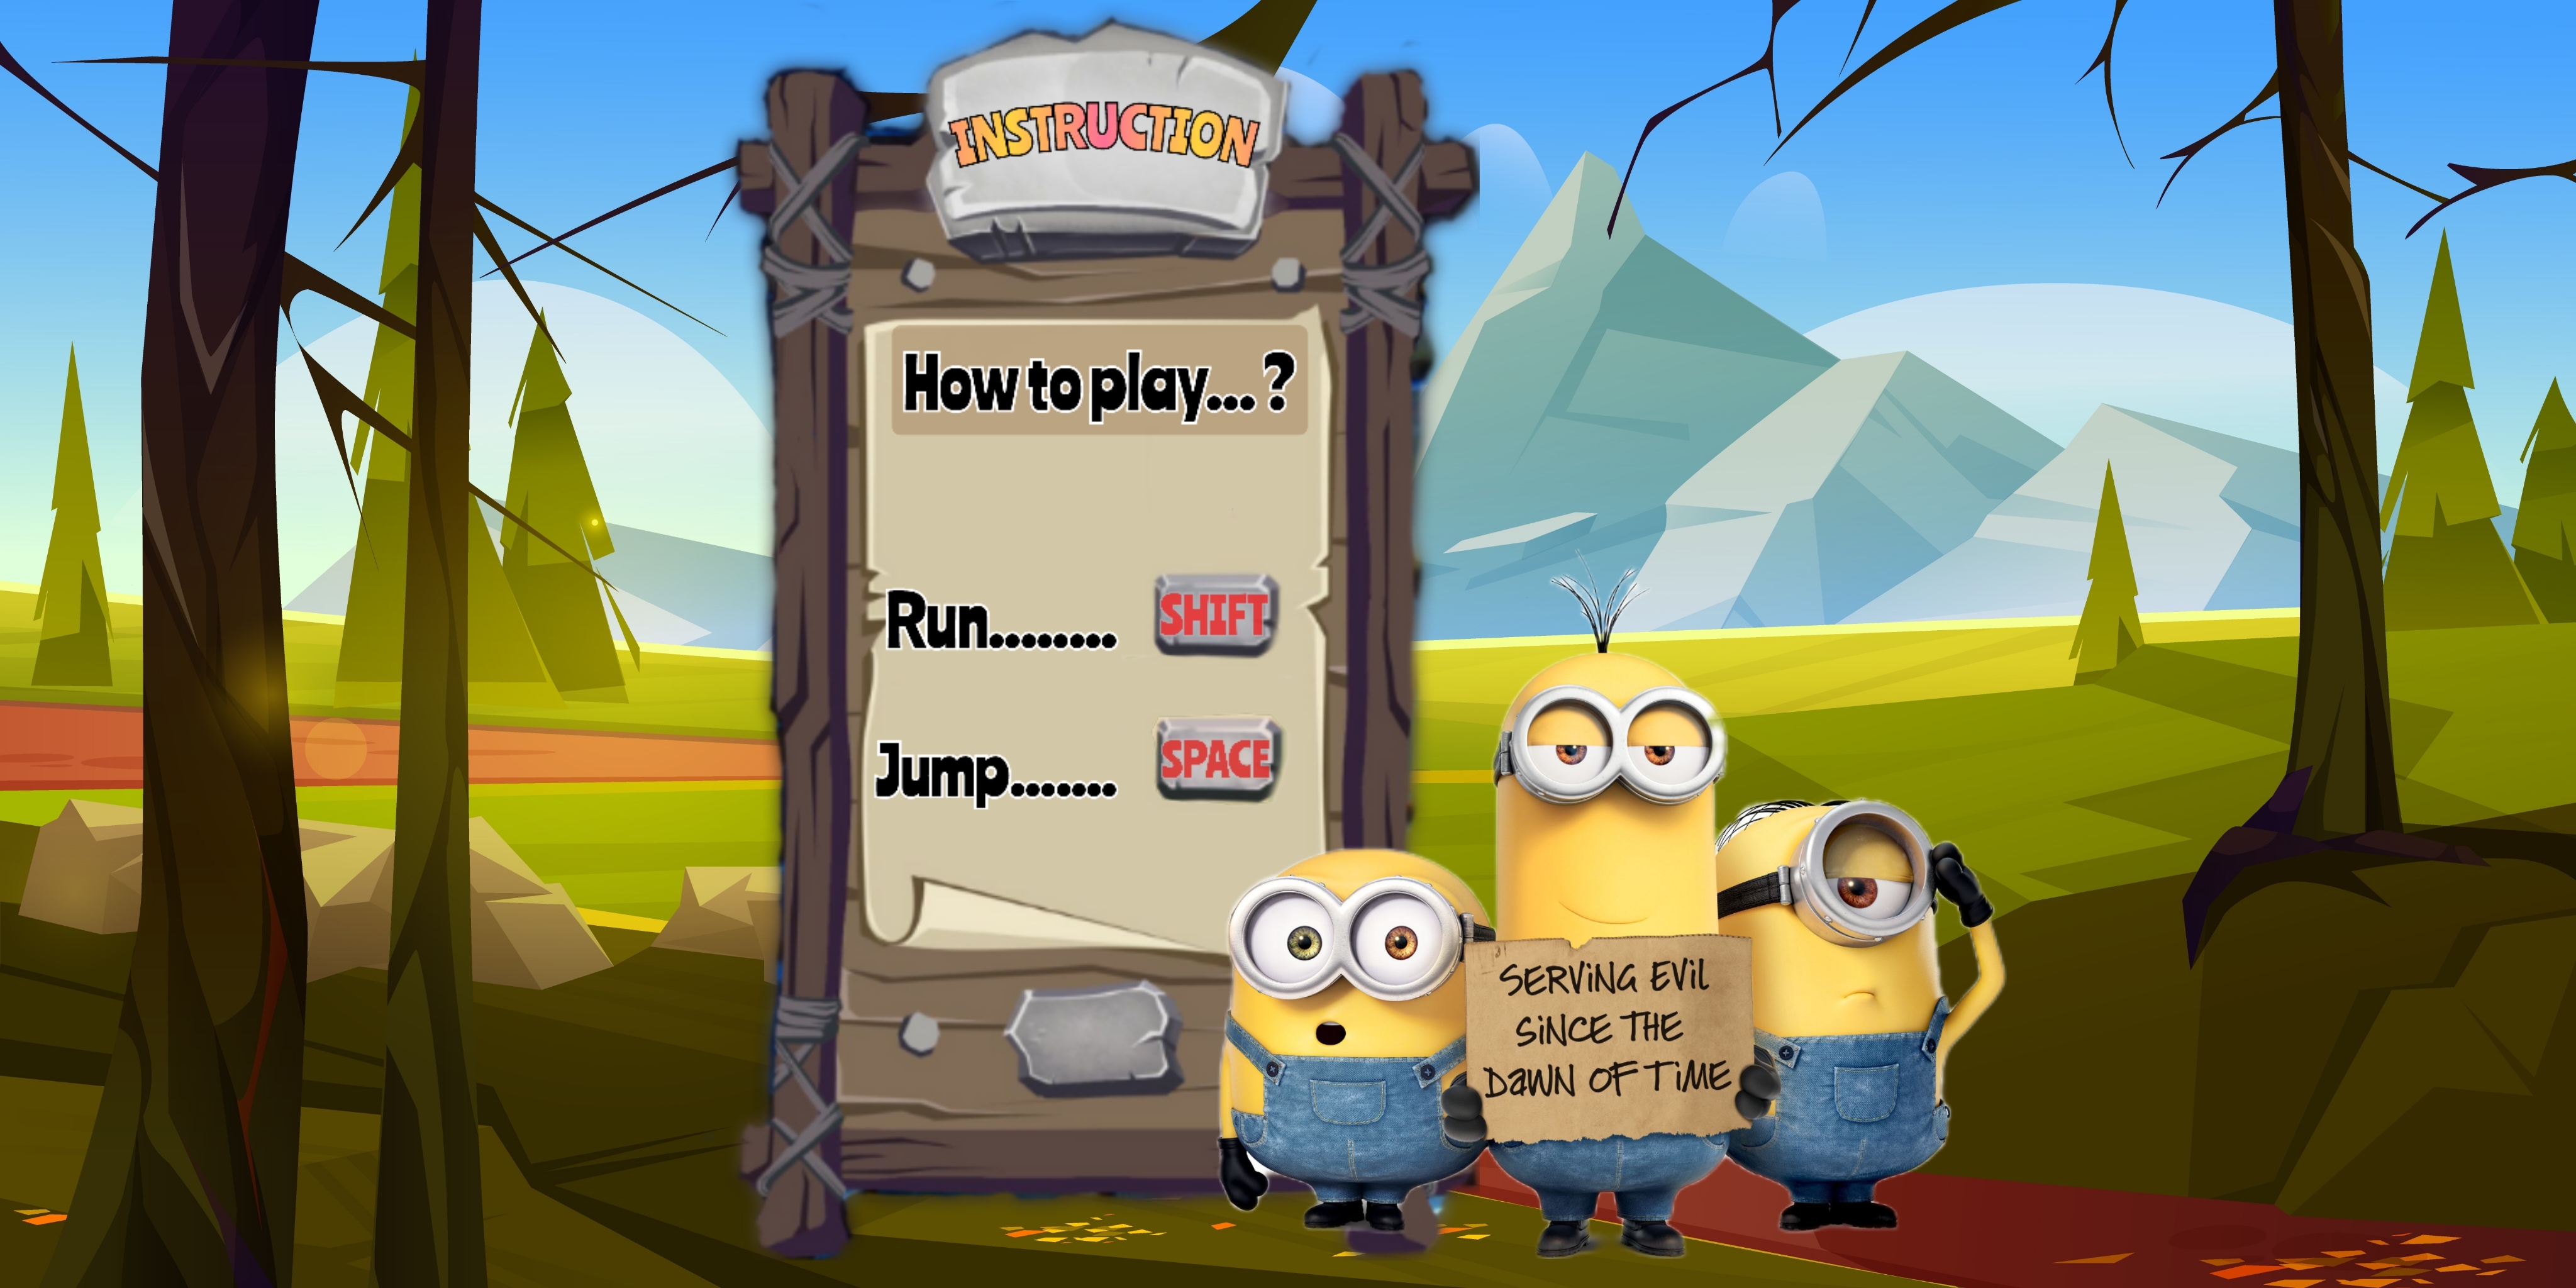 INSTRUCTION
How to play...?
Run........ SHIFT
Jump....... SPACE
SERViNG EViL
SiNCE THE
DaWN OF TiME